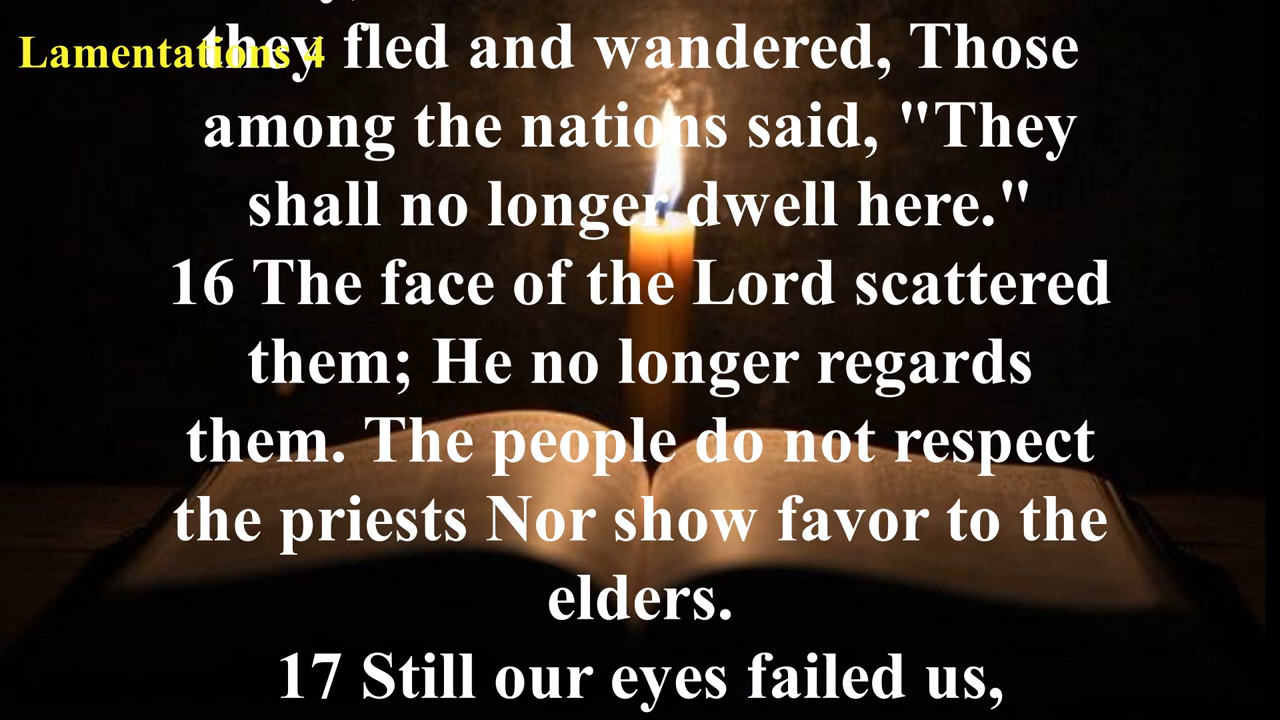 Lamentations 4
they fled and wandered, Those
among the nations said, "They
shall no longer dwell here."
16 The face of the Lord scattered
them; He no longer regards
them. The people do not respect
the priests Nor show favor to the
elders.
17 Still our eyes failed us,